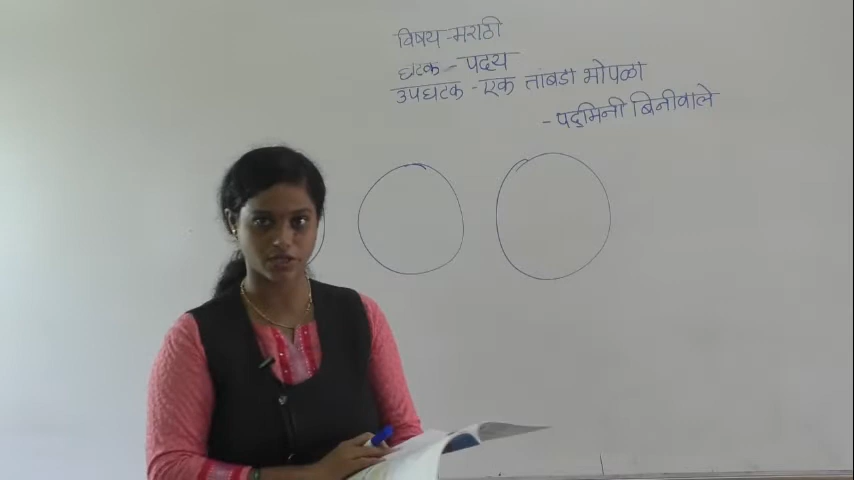 विषय-मराठी
घटक-पदय
उपघटक-एक तांबडा भोपळा
-पदुमिनी बिनीवाले